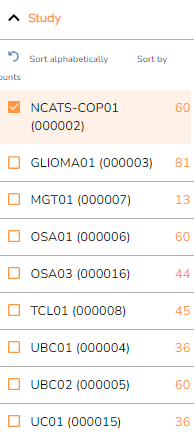 Study
Sort alphabetically Sort by
ounts
NCATS-COP01 60
(000002)
GLIOMA01 (000003) 81
MGT01 (000007) 13
OSA01 (000006) 60
OSA03 (000016) 44
TCL01 (000008) 45
UBC01 (000004) 36
UBC02 (000005) 60
UC01 (000015) 36